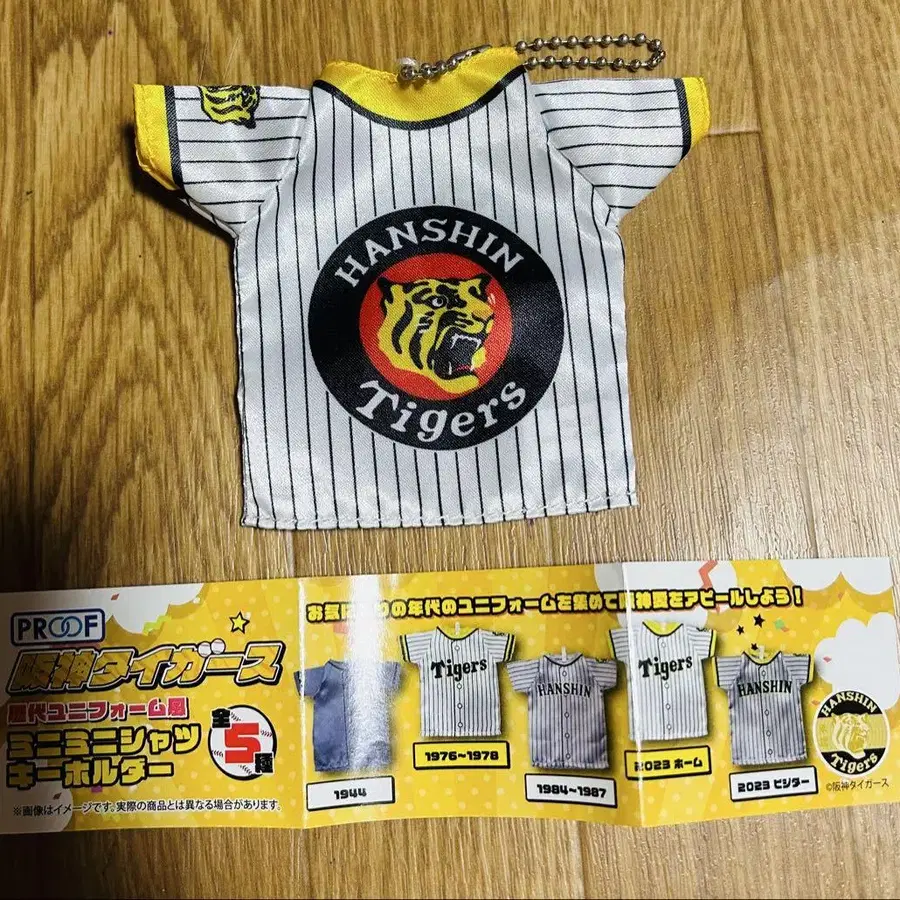 HANSHIN
Tigers
PROOF
阪神タイガース
歴代ユニフォーム風
ミニミニシャツ
キーホルダー
全5種
※画像はイメージです。実際の商品とは異なる場合があります。
お気に の年代のユニフォームを集めて 神愛をアピールしよう!
1944
Tigers
1976~1978
HANSHIN
1984~1987
Tigers
2023 ホーム
HANSHIN
2023 ビジター
HANSHIN
Tigers
©阪神タイガース